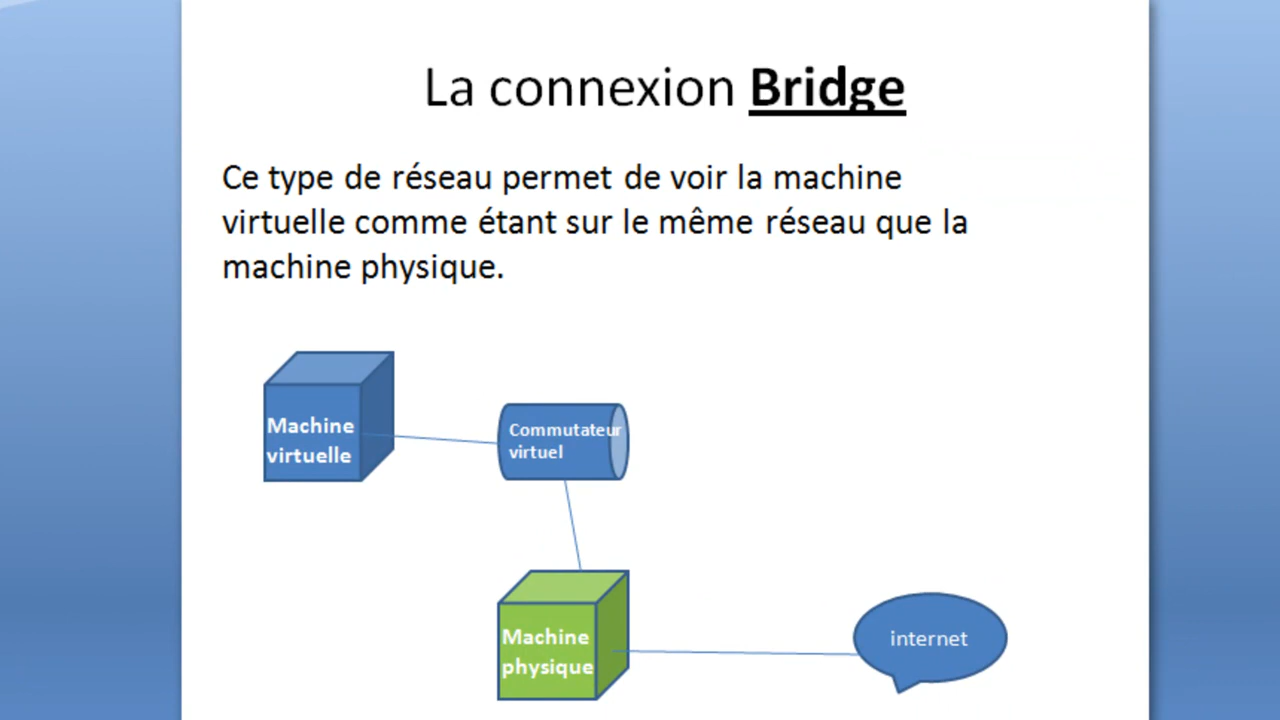 La connexion Bridge
Ce type de réseau permet de voir la machine
virtuelle comme étant sur le même réseau que la
machine physique.
Machine
virtuelle
Commutateur
virtuel
Machine
physique
internet